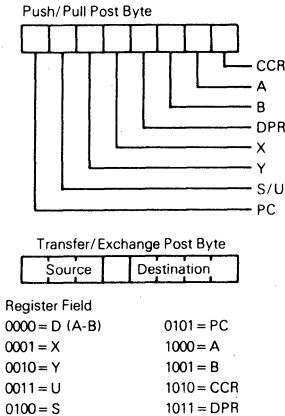 Push/Pull Post Byte
CCR
A
B
DPR
X
Y
S/U
PC
Transfer/Exchange Post Byte
Source Destination
Register Field
0000 = D (A-B) 0101 = PC
0001 = X 1000 = A
0010 = Y 1001 = B
0011 = U 1010 = CCR
0100 = S 1011 = DPR